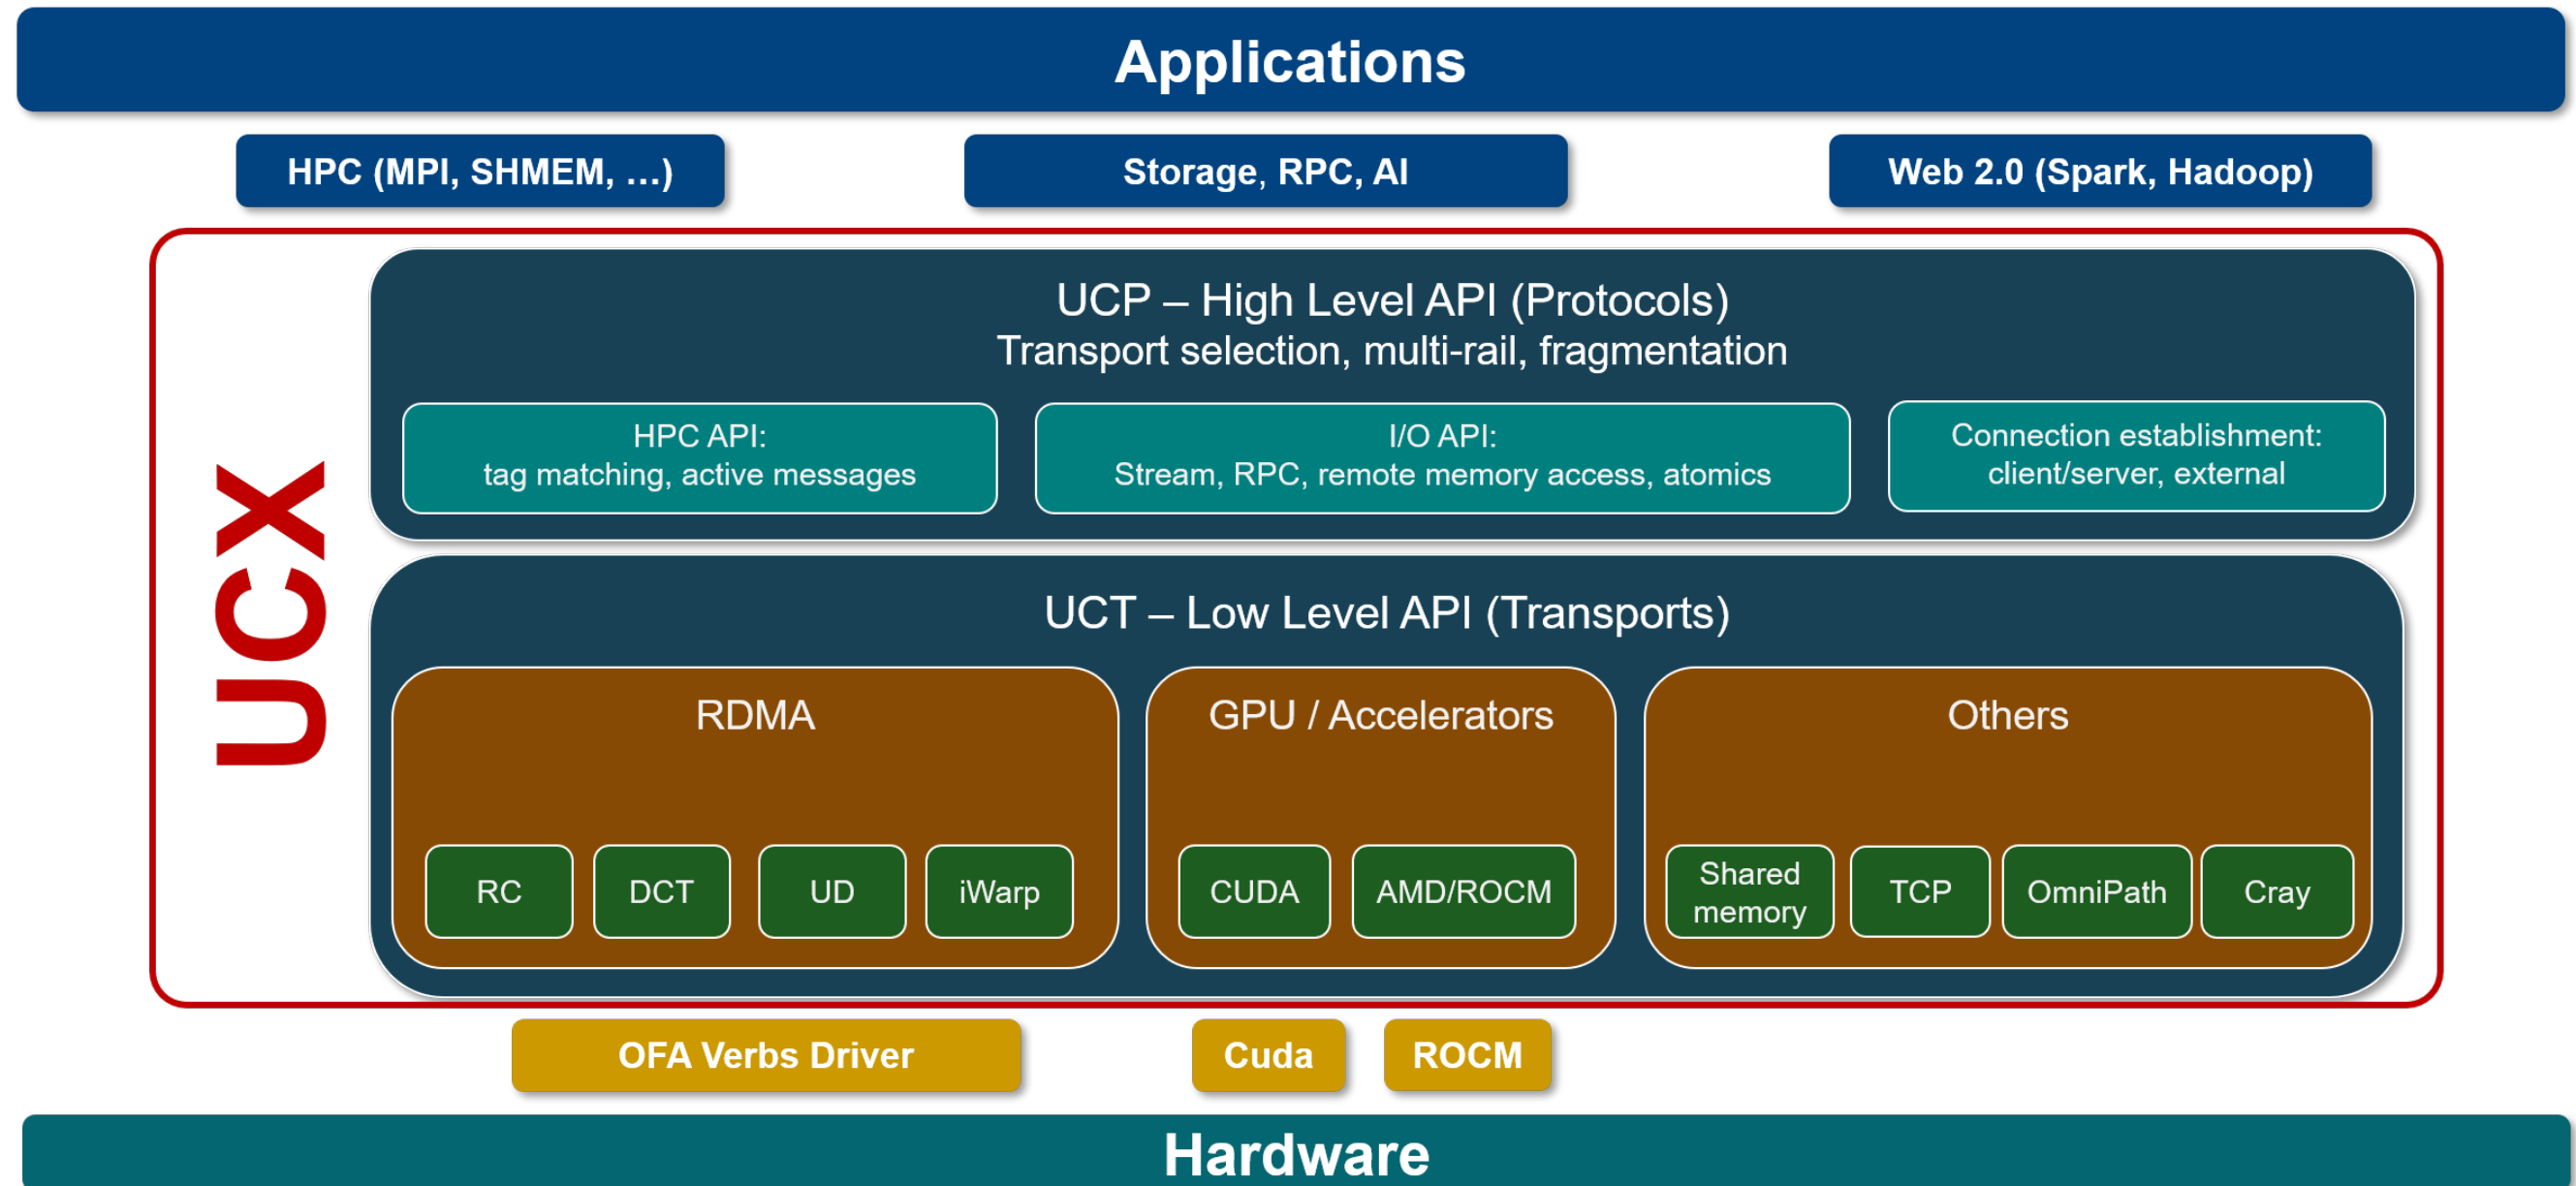 Applications
HPC (MPI, SHMEM, …)
Storage, RPC, AI
Web 2.0 (Spark, Hadoop)
UCX
UCP – High Level API (Protocols)
Transport selection, multi-rail, fragmentation
HPC API:
tag matching, active messages
I/O API:
Stream, RPC, remote memory access, atomics
Connection establishment:
client/server, external
UCT – Low Level API (Transports)
RDMA
RC
DCT
UD
iWarp
GPU / Accelerators
CUDA
AMD/ROCM
Others
Shared
memory
TCP
OmniPath
Cray
OFA Verbs Driver
Cuda
ROCM
Hardware